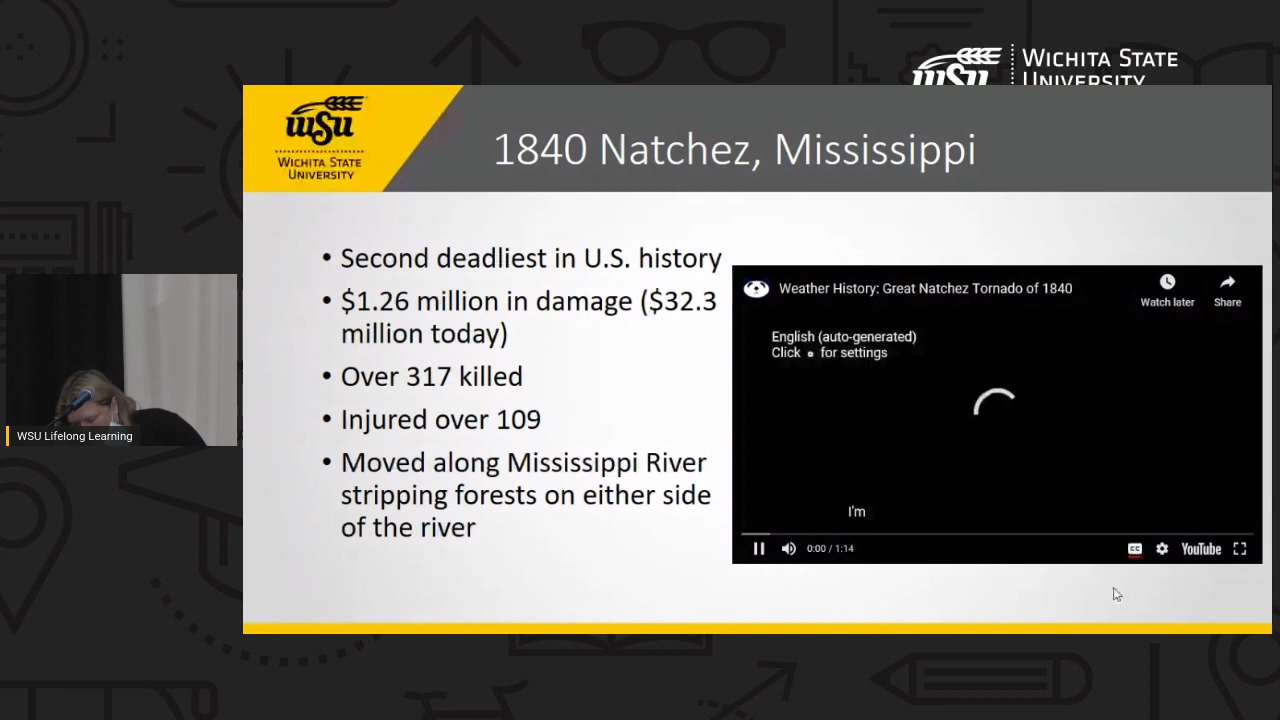 WICHITA STATE
UNIVERSITY
wsu
wsu
WICHITA STATE
UNIVERSITY
1840 Natchez, Mississippi
• Second deadliest in U.S. history
• $1.26 million in damage ($32.3
million today)
• Over 317 killed
• Injured over 109
• Moved along Mississippi River
stripping forests on either side
of the river
Weather History: Great Natchez Tornado of 1840
Watch later
Share
English (auto-generated)
Click for settings
I'm
0:00 / 1:14
CC
YouTube
WSU Lifelong Learning